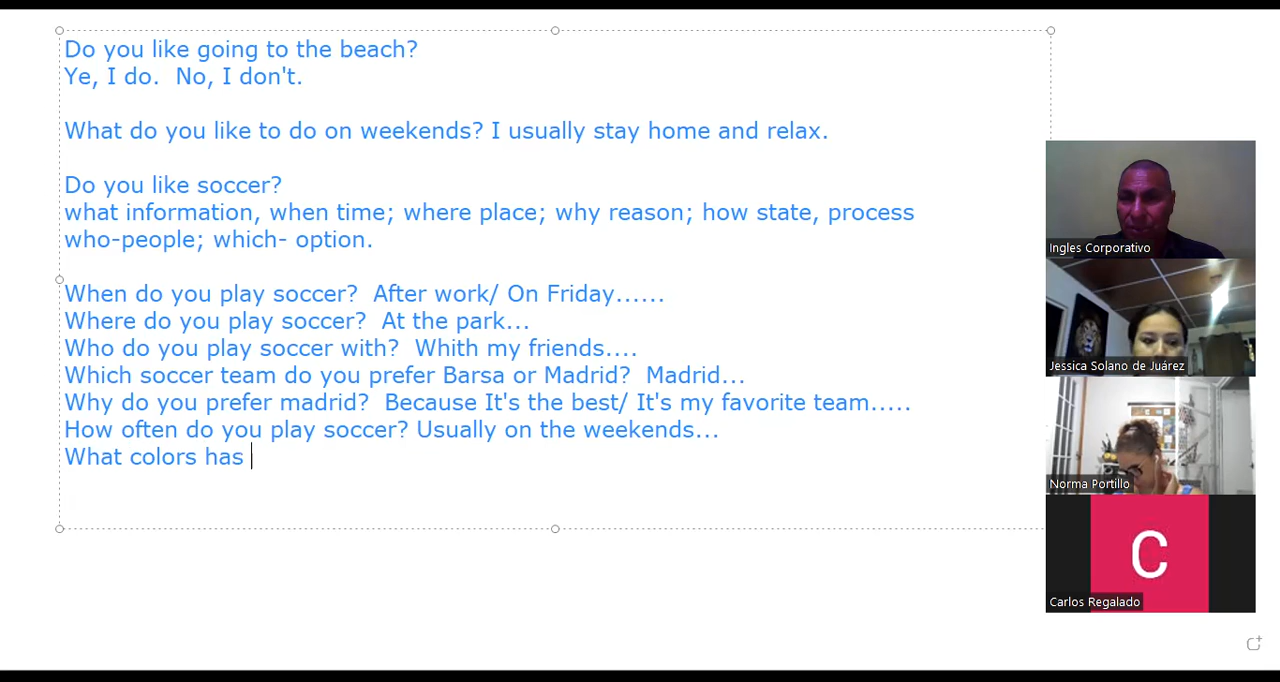 Do you like going to the beach?
Ye, I do.  No, I don't.
What do you like to do on weekends? I usually stay home and relax.
Do you like soccer?
what information, when time; where place; why reason; how state, process
who-people; which- option.
When do you play soccer?  After work/ On Friday......
Where do you play soccer?  At the park...
Who do you play soccer with?  Whith my friends....
Which soccer team do you prefer Barsa or Madrid?  Madrid...
Why do you prefer madrid?  Because It's the best/ It's my favorite team.....
How often do you play soccer? Usually on the weekends...
What colors has
Ingles Corporativo
Jessica Solano de Juárez
Norma Portillo
C
Carlos Regalado